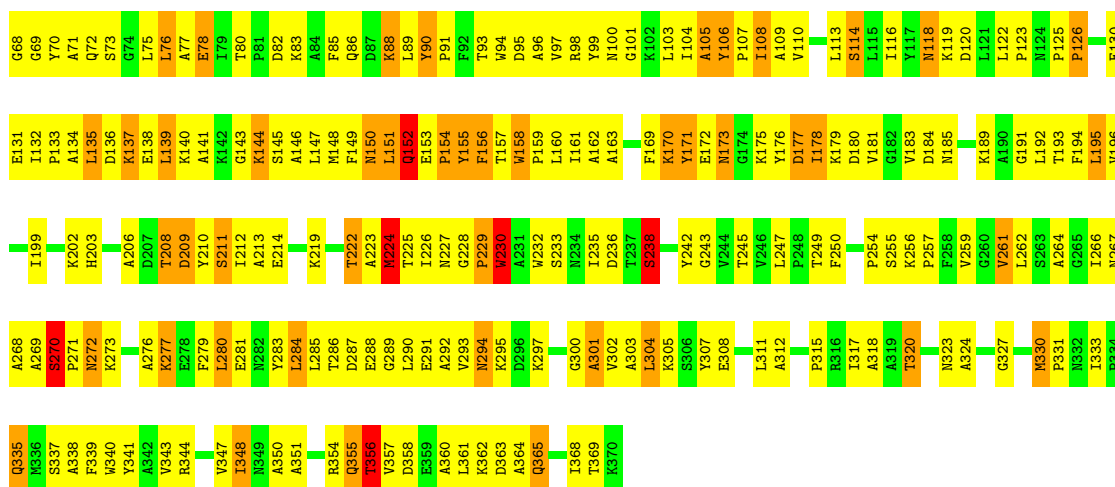 G68 G69 Y70 A71 Q72 S73 G74 L75 L76 A77 E78 I79 T80 P81 D82 K83 A84 F85 Q86 D87 K88 L89 Y90 P91 F92 T93 W94 D95 A96 V97 R98 Y99 N100 G101 K102 L103 I104 A105 Y106 P107 I108 A109 V110 L113 S114 L115 I116 Y117 N118 K119 D120 L121 L122 P123 N124 P125 P126
E131 I132 P133 A134 L135 D136 K137 E138 L139 K140 A141 K142 G143 K144 S145 A146 L147 M148 F149 N150 L151 Q152 E153 P154 Y155 F156 T157 W158 P159 L160 I161 A162 A163 F169 K170 Y171 E172 N173 G174 K175 Y176 D177 I178 K179 D180 V181 G182 V183 D184 N185 K189 A190 G191 L192 T193 F194 L195
I199 K202 H203 A206 D207 T208 D209 Y210 S211 I212 A213 E214 K219 T222 A223 M224 T225 I226 N227 G228 P229 W230 A231 W232 S233 N234 I235 D236 T237 S238 Y242 G243 V244 T245 V246 L247 P248 T249 F250 P254 S255 K256 P257 F258 V259 G260 V261 L262 S263 A264 G265 I266
A268 A269 S270 P271 N272 K273 A276 K277 E278 F279 L280 E281 N282 Y283 L284 L285 T286 D287 E288 G289 L290 E291 A292 V293 N294 K295 D296 K297 G300 A301 V302 A303 L304 K305 S306 Y307 E308 L311 A312 P315 R316 I317 A318 A319 T320 N323 A324 G327 M330 P331 N332 I333
Q335 M336 S337 A338 F339 W340 Y341 A342 V343 R344 V347 I348 N349 A350 A351 R354 Q355 T356 V357 D358 E359 A360 L361 K362 D363 A364 Q365 I368 T369 K370